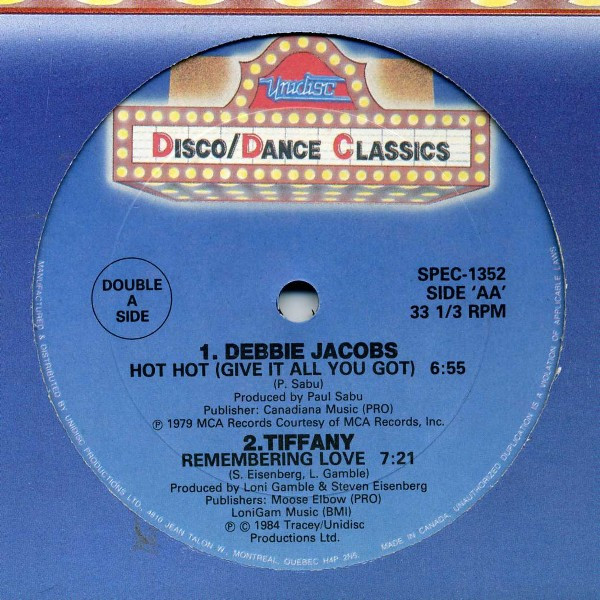 Unidisc
DISCO/DANCE CLASSICS
DOUBLE
A
SIDE
SPEC-1352
SIDE 'AA'
33 1/3 RPM
1. DEBBIE JACOBS
HOT HOT (GIVE IT ALL YOU GOT) 6:55
(P. Sabu)
Produced by Paul Sabu
Publisher: Canadiana Music (PRO)
℗ 1979 MCA Records Courtesy of MCA Records, Inc.
2.TIFFANY
REMEMBERING LOVE 7:21
(S. Eisenberg, L. Gamble)
Produced by Loni Gamble & Steven Eisenberg
Publishers: Moose Elbow (PRO)
LoniGam Music (BMI)
℗ © 1984 Tracey/Unidisc
Productions Ltd.
MANUFACTURED & DISTRIBUTED BY UNIDISC PRODUCTIONS LTD., 4810 JEAN TALON W., MONTREAL, QUEBEC H4P 2N5.
MADE IN CANADA. UNAUTHORIZED DUPLICATION IS A VIOLATION OF APPLICABLE LAWS